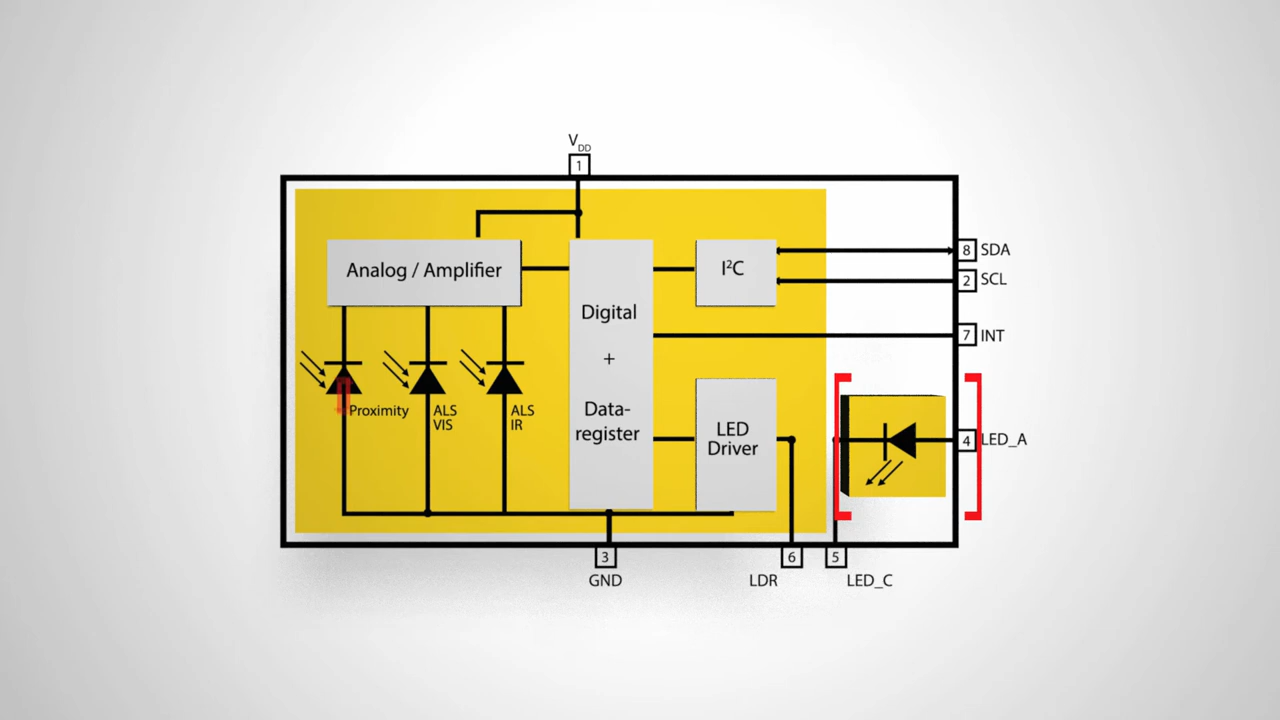 VDD
1
Analog / Amplifier
I²C
8 SDA
2 SCL
Digital
+
Data-
register
7 INT
Proximity
ALS
VIS
ALS
IR
LED
Driver
4 LED_A
3
GND
6
LDR
5
LED_C